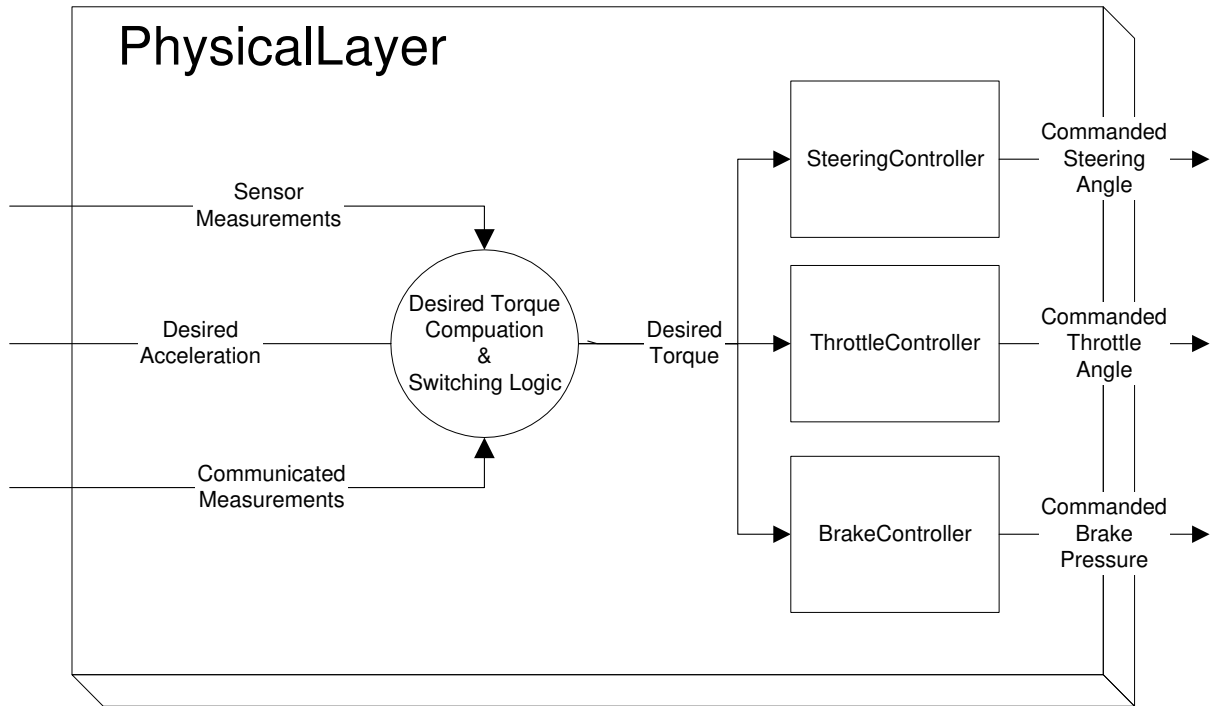 PhysicalLayer
Sensor
Measurements
Desired
Acceleration
Communicated
Measurements
Desired Torque
Compuation
&
Switching Logic
Desired
Torque
SteeringController
ThrottleController
BrakeController
Commanded
Steering
Angle
Commanded
Throttle
Angle
Commanded
Brake
Pressure